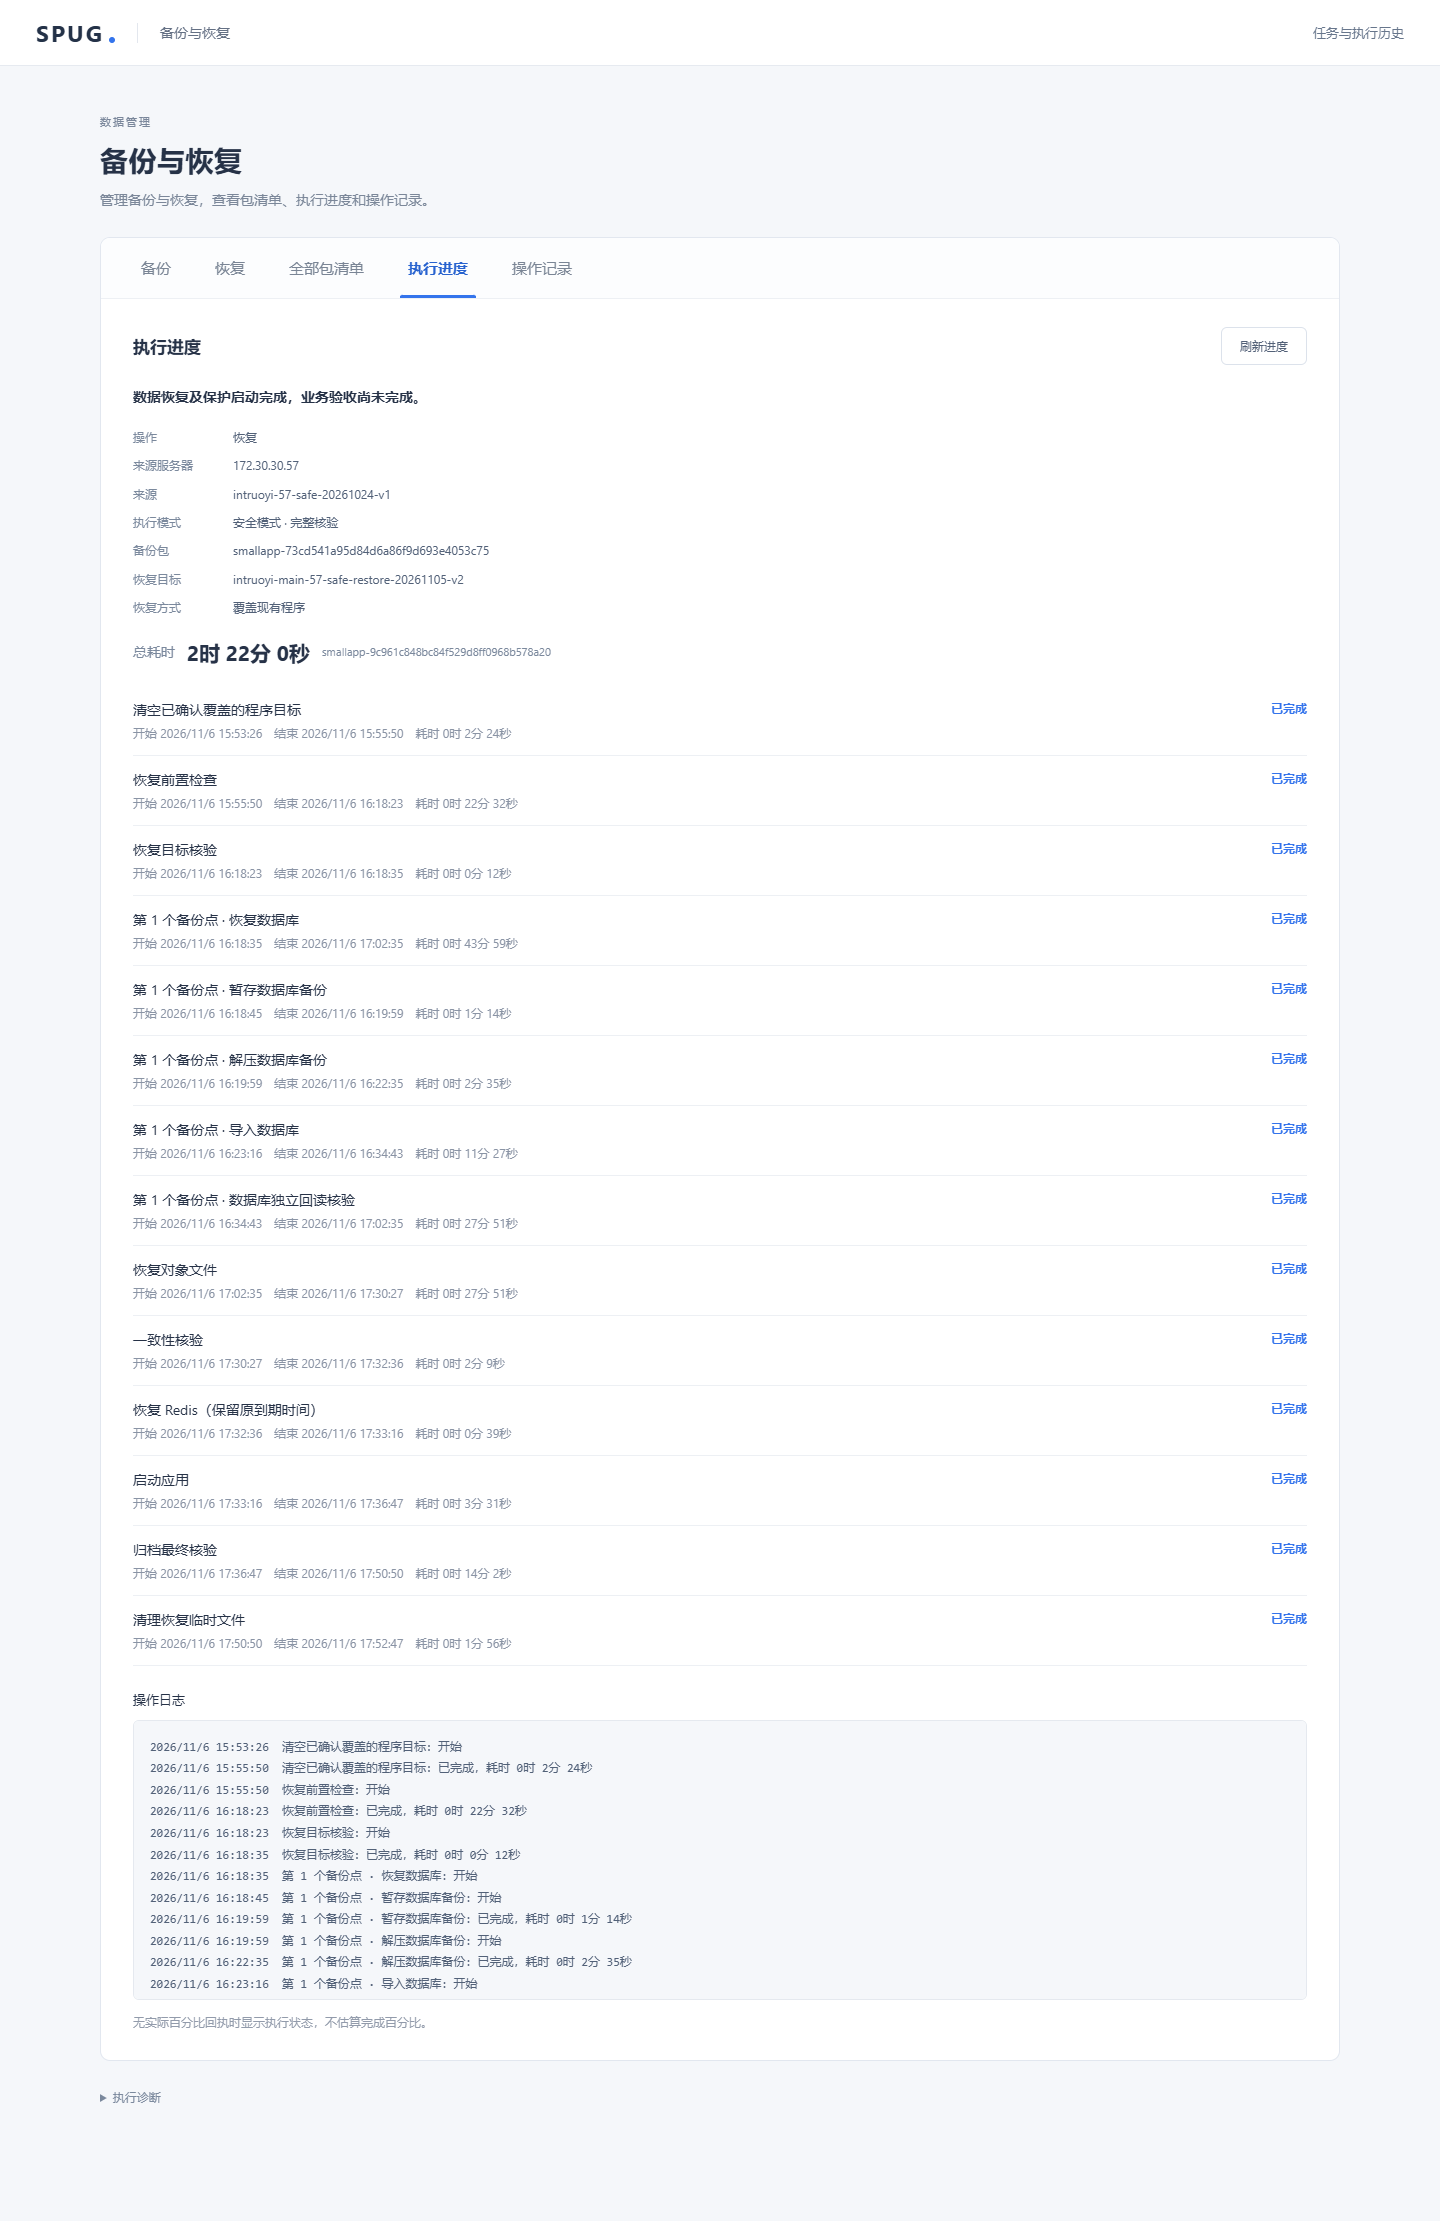 SPUG.
备份与恢复
任务与执行历史
数据管理
备份与恢复
管理备份与恢复，查看包清单、执行进度和操作记录。
备份 恢复 全部包清单 执行进度 操作记录
执行进度
刷新进度
数据恢复及保护启动完成，业务验收尚未完成。
操作 恢复
来源服务器 172.30.30.57
来源 intruoyi-57-safe-20261024-v1
执行模式 安全模式 · 完整核验
备份包 smallapp-73cd541a95d84d6a86f9d693e4053c75
恢复目标 intruoyi-main-57-safe-restore-20261105-v2
恢复方式 覆盖现有程序
总耗时 2时 22分 0秒 smallapp-9c961c848bc84f529d8ff0968b578a20
清空已确认覆盖的程序目标 已完成
开始 2026/11/6 15:53:26 结束 2026/11/6 15:55:50 耗时 0时 2分 24秒
恢复前置检查 已完成
开始 2026/11/6 15:55:50 结束 2026/11/6 16:18:23 耗时 0时 22分 32秒
恢复目标核验 已完成
开始 2026/11/6 16:18:23 结束 2026/11/6 16:18:35 耗时 0时 0分 12秒
第 1 个备份点 · 恢复数据库 已完成
开始 2026/11/6 16:18:35 结束 2026/11/6 17:02:35 耗时 0时 43分 59秒
第 1 个备份点 · 暂存数据库备份 已完成
开始 2026/11/6 16:18:45 结束 2026/11/6 16:19:59 耗时 0时 1分 14秒
第 1 个备份点 · 解压数据库备份 已完成
开始 2026/11/6 16:19:59 结束 2026/11/6 16:22:35 耗时 0时 2分 35秒
第 1 个备份点 · 导入数据库 已完成
开始 2026/11/6 16:23:16 结束 2026/11/6 16:34:43 耗时 0时 11分 27秒
第 1 个备份点 · 数据库独立回读核验 已完成
开始 2026/11/6 16:34:43 结束 2026/11/6 17:02:35 耗时 0时 27分 51秒
恢复对象文件 已完成
开始 2026/11/6 17:02:35 结束 2026/11/6 17:30:27 耗时 0时 27分 51秒
一致性核验 已完成
开始 2026/11/6 17:30:27 结束 2026/11/6 17:32:36 耗时 0时 2分 9秒
恢复 Redis（保留原到期时间） 已完成
开始 2026/11/6 17:32:36 结束 2026/11/6 17:33:16 耗时 0时 0分 39秒
启动应用 已完成
开始 2026/11/6 17:33:16 结束 2026/11/6 17:36:47 耗时 0时 3分 31秒
归档最终核验 已完成
开始 2026/11/6 17:36:47 结束 2026/11/6 17:50:50 耗时 0时 14分 2秒
清理恢复临时文件 已完成
开始 2026/11/6 17:50:50 结束 2026/11/6 17:52:47 耗时 0时 1分 56秒
操作日志
2026/11/6 15:53:26 清空已确认覆盖的程序目标: 开始
2026/11/6 15:55:50 清空已确认覆盖的程序目标: 已完成, 耗时 0时 2分 24秒
2026/11/6 15:55:50 恢复前置检查: 开始
2026/11/6 16:18:23 恢复前置检查: 已完成, 耗时 0时 22分 32秒
2026/11/6 16:18:23 恢复目标核验: 开始
2026/11/6 16:18:35 恢复目标核验: 已完成, 耗时 0时 0分 12秒
2026/11/6 16:18:35 第 1 个备份点 · 恢复数据库: 开始
2026/11/6 16:18:45 第 1 个备份点 · 暂存数据库备份: 开始
2026/11/6 16:19:59 第 1 个备份点 · 暂存数据库备份: 已完成, 耗时 0时 1分 14秒
2026/11/6 16:19:59 第 1 个备份点 · 解压数据库备份: 开始
2026/11/6 16:22:35 第 1 个备份点 · 解压数据库备份: 已完成, 耗时 0时 2分 35秒
2026/11/6 16:23:16 第 1 个备份点 · 导入数据库: 开始
无实际百分比回执时显示执行状态，不估算完成百分比。
▶ 执行诊断